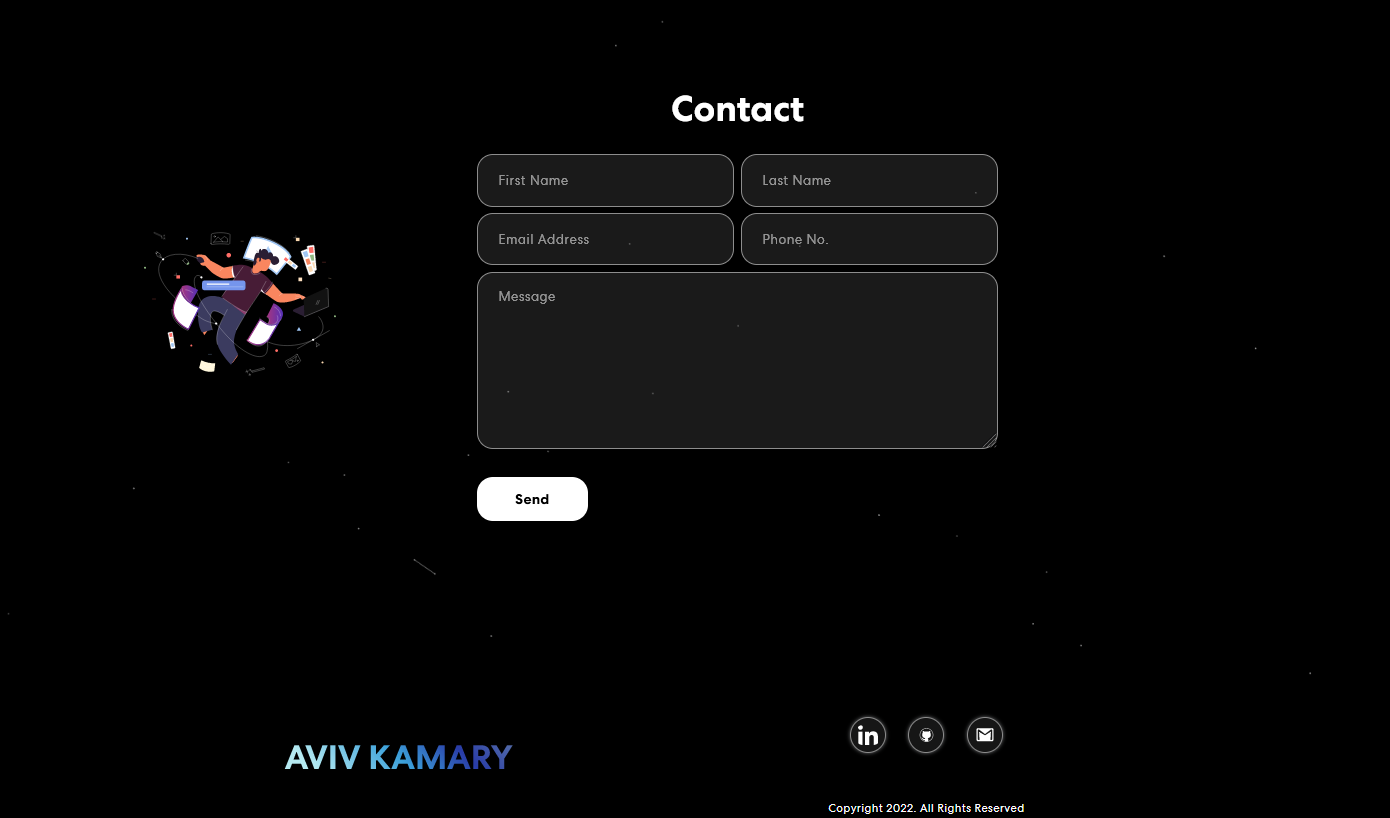 Contact
First Name
Last Name
Email Address
Phone No.
Message
Send
in
AVIV KAMARY
Copyright 2022. All Rights Reserved